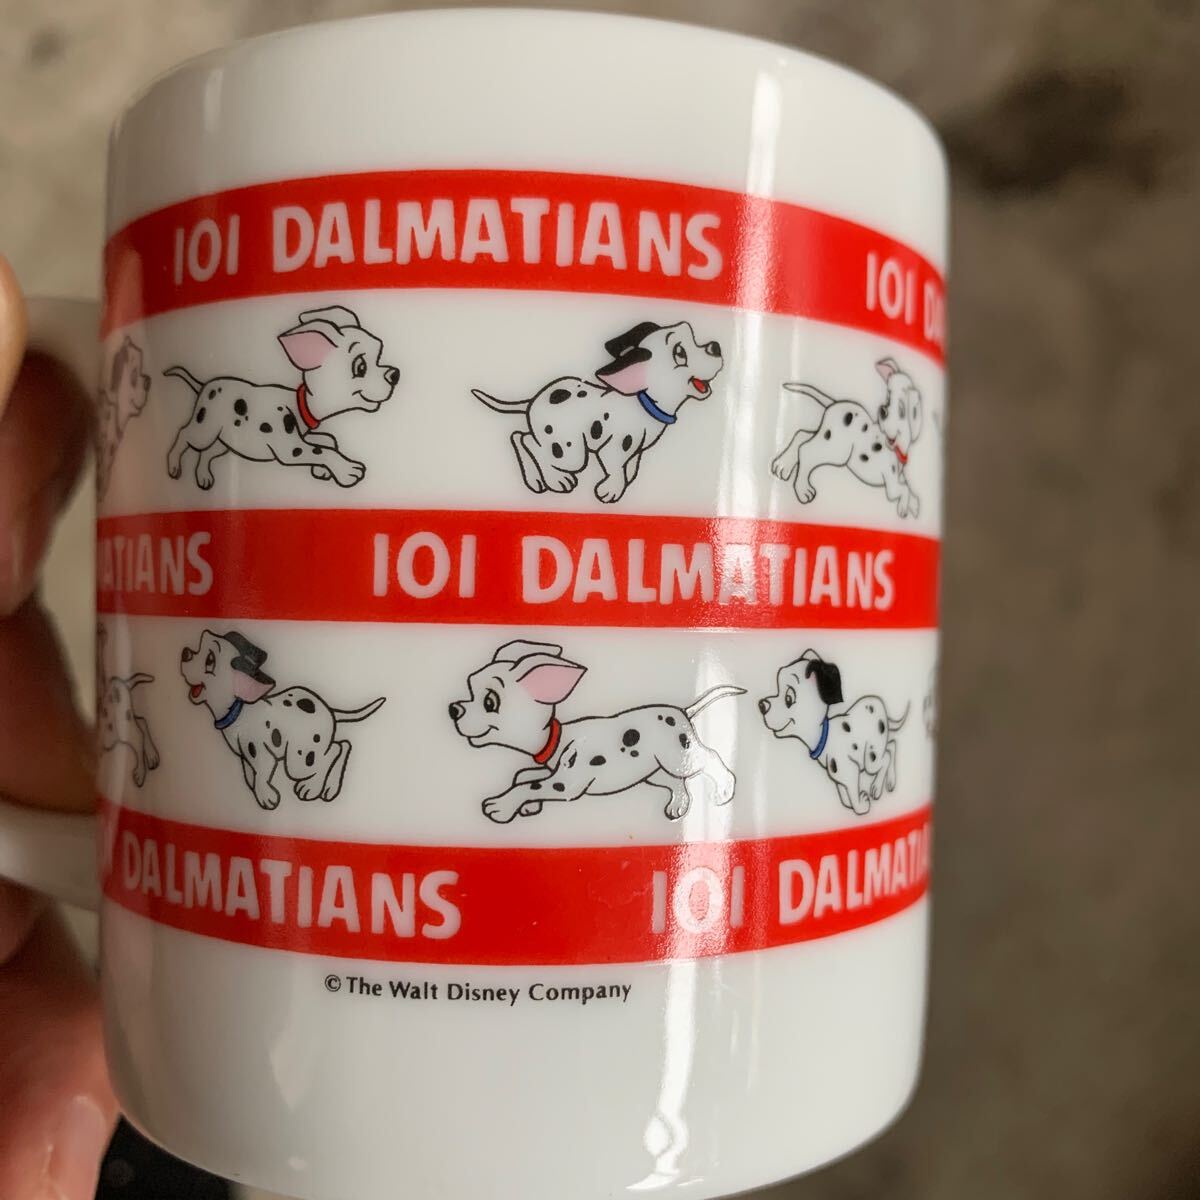 101 DALMATIANS 101 DA
ATIANS 101 DALMATIANS
DALMATIANS 101 DALMATIA
© The Walt Disney Company